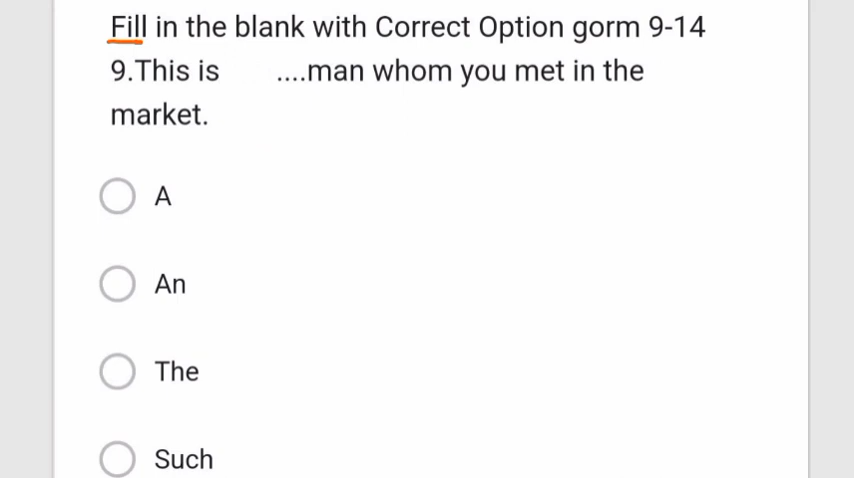 Fill in the blank with Correct Option gorm 9-14
9.This is ....man whom you met in the
market.
A
An
The
Such